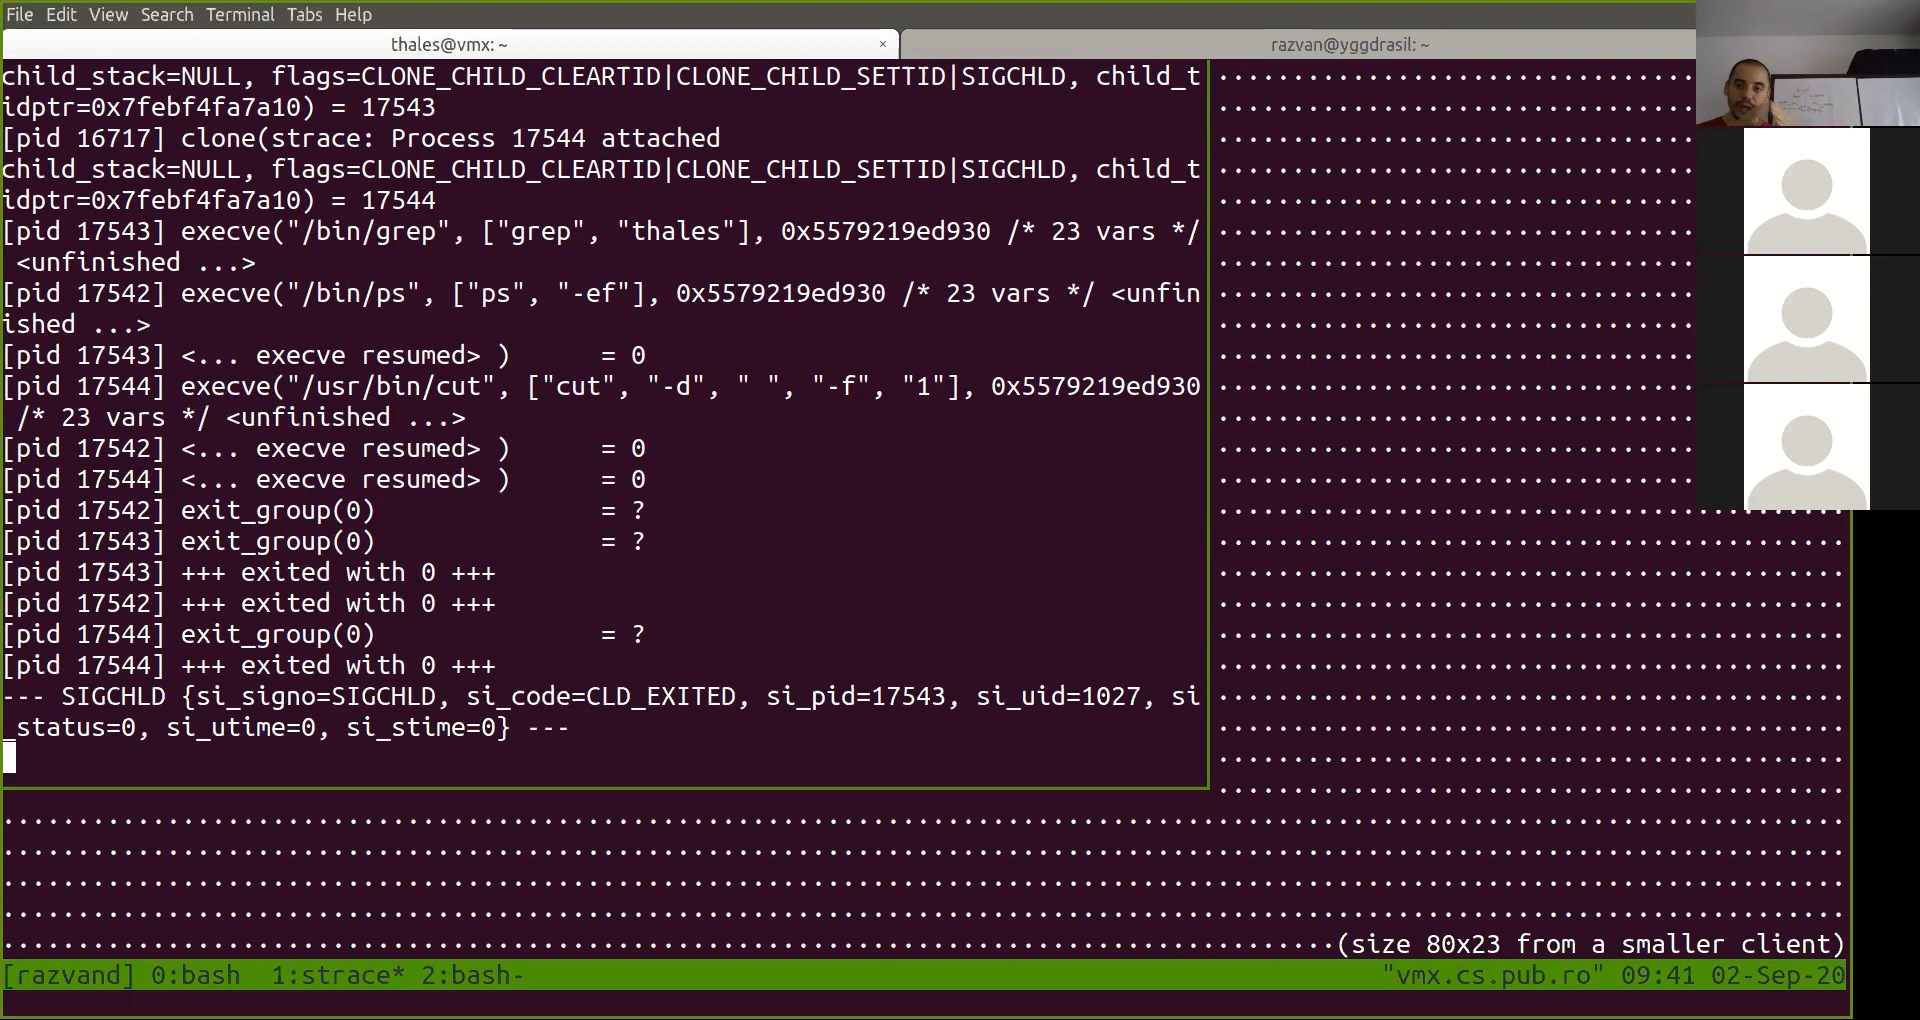 File Edit View Search Terminal Tabs Help
thales@vmx: ~ ×
razvan@yggdrasil: ~
child_stack=NULL, flags=CLONE_CHILD_CLEARTID|CLONE_CHILD_SETTID|SIGCHLD, child_t
idptr=0x7febf4fa7a10) = 17543
[pid 16717] clone(strace: Process 17544 attached
child_stack=NULL, flags=CLONE_CHILD_CLEARTID|CLONE_CHILD_SETTID|SIGCHLD, child_t
idptr=0x7febf4fa7a10) = 17544
[pid 17543] execve("/bin/grep", ["grep", "thales"], 0x5579219ed930 /* 23 vars */
 <unfinished ...>
[pid 17542] execve("/bin/ps", ["ps", "-ef"], 0x5579219ed930 /* 23 vars */ <unfin
ished ...>
[pid 17543] <... execve resumed> )      = 0
[pid 17544] execve("/usr/bin/cut", ["cut", "-d", " ", "-f", "1"], 0x5579219ed930
 /* 23 vars */ <unfinished ...>
[pid 17542] <... execve resumed> )      = 0
[pid 17544] <... execve resumed> )      = 0
[pid 17542] exit_group(0)               = ?
[pid 17543] exit_group(0)               = ?
[pid 17543] +++ exited with 0 +++
[pid 17542] +++ exited with 0 +++
[pid 17544] exit_group(0)               = ?
[pid 17544] +++ exited with 0 +++
--- SIGCHLD {si_signo=SIGCHLD, si_code=CLD_EXITED, si_pid=17543, si_uid=1027, si
_status=0, si_utime=0, si_stime=0} ---
(size 80x23 from a smaller client)
[razvand] 0:bash  1:strace* 2:bash-
"vmx.cs.pub.ro" 09:41 02-Sep-20